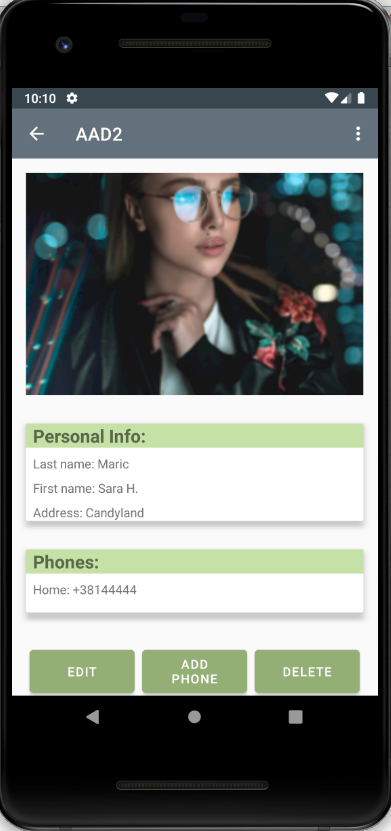 10:10
AAD2
Personal Info:
Last name: Maric
First name: Sara H.
Address: Candyland
Phones:
Home: +38144444
EDIT
ADD
PHONE
DELETE